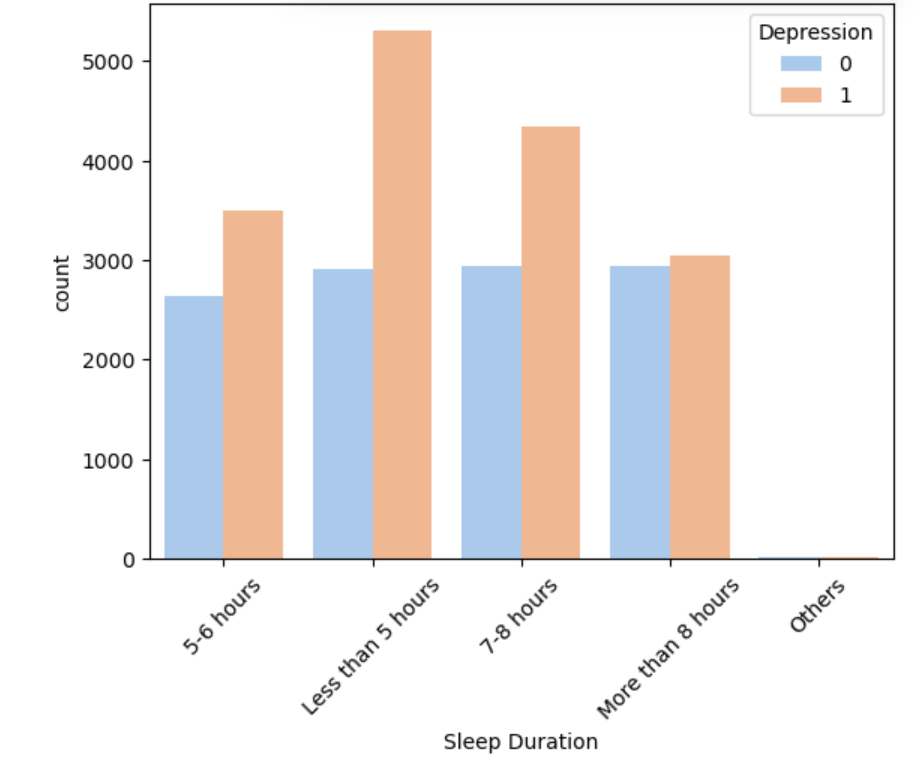 Depression
0
1
5000
4000
3000
2000
1000
0
count
5-6 hours
Less than 5 hours
7-8 hours
More than 8 hours
Others
Sleep Duration